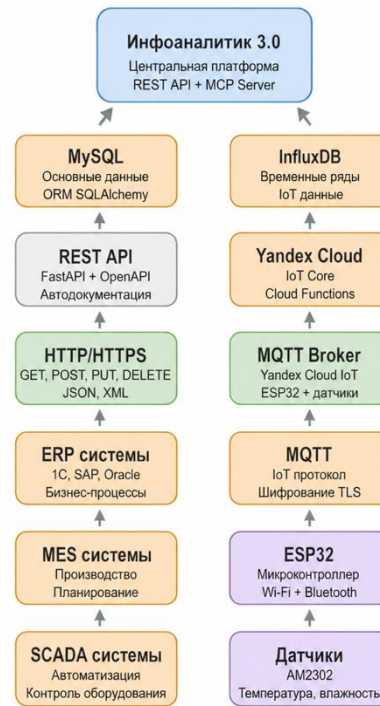 Инфоаналитик 3.0
Центральная платформа
REST API + MCP Server
MySQL
Основные данные
ORM SQLAlchemy
InfluxDB
Временные ряды
IoT данные
REST API
FastAPI + OpenAPI
Автодокументация
Yandex Cloud
IoT Core
Cloud Functions
HTTP/HTTPS
GET, POST, PUT, DELETE
JSON, XML
MQTT Broker
Yandex Cloud IoT
ESP32 + датчики
ERP системы
1С, SAP, Oracle
Бизнес-процессы
MQTT
IoT протокол
Шифрование TLS
MES системы
Производство
Планирование
ESP32
Микроконтроллер
Wi-Fi + Bluetooth
SCADA системы
Автоматизация
Контроль оборудования
Датчики
AM2302
Температура, влажность